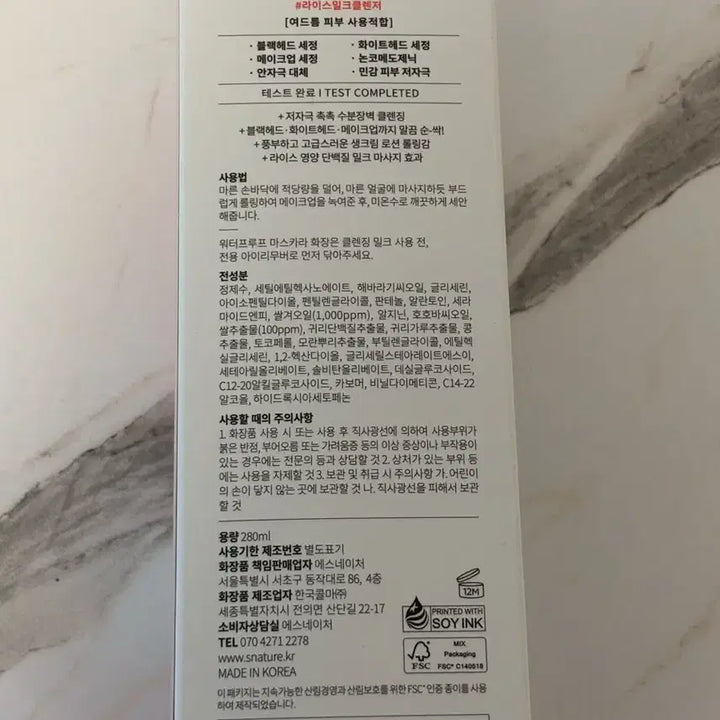 #라이스밀크클렌저
[여드름 피부 사용적합]
· 블랙헤드 세정 · 화이트헤드 세정
· 메이크업 세정 · 논코메도제닉
· 안자극 대체 · 민감 피부 저자극
테스트 완료 I TEST COMPLETED
+ 저자극 촉촉 수분장벽 클렌징
+ 블랙헤드·화이트헤드·메이크업까지 말끔 순~삭!
+ 풍부하고 고급스러운 생크림 로션 롤링감
+ 라이스 영양 단백질 밀크 마사지 효과
사용법
마른 손바닥에 적당량을 덜어, 마른 얼굴에 마사지하듯 부드
럽게 롤링하여 메이크업을 녹여준 후, 미온수로 깨끗하게 세안
해줍니다.
워터프루프 마스카라 화장은 클렌징 밀크 사용 전,
전용 아이리무버로 먼저 닦아주세요.
전성분
정제수, 세틸에틸헥사노에이트, 해바라기씨오일, 글리세린,
아이소펜틸다이올, 펜틸렌글라이콜, 판테놀, 알란토인, 세라
마이드엔피, 쌀겨오일(1,000ppm), 알지닌, 호호바씨오일,
쌀추출물(100ppm), 귀리단백질추출물, 귀리가루추출물, 콩
추출물, 토코페롤, 모란뿌리추출물, 부틸렌글라이콜, 에틸헥
실글리세린, 1,2-헥산다이올, 글리세릴스테아레이트에스이,
세테아릴올리베이트, 솔비탄올리베이트, 데실글루코사이드,
C12-20알킬글루코사이드, 카보머, 비닐다이메티콘, C14-22
알코올, 하이드록시아세토페논
사용할 때의 주의사항
1. 화장품 사용 시 또는 사용 후 직사광선에 의하여 사용부위가
붉은 반점, 부어오름 또는 가려움증 등의 이상 증상이나 부작용이
있는 경우에는 전문의 등과 상담할 것 2. 상처가 있는 부위 등
에는 사용을 자제할 것 3. 보관 및 취급 시 주의사항 가. 어린이
의 손이 닿지 않는 곳에 보관할 것 나. 직사광선을 피해서 보관
할 것
용량 280ml
사용기한 제조번호 별도표기
화장품 책임판매업자 에스네이처
서울특별시 서초구 동작대로 86, 4층
화장품 제조업자 한국콜마㈜
세종특별자치시 전의면 산단길 22-17
소비자상담실 에스네이처
TEL 070 4271 2278
www.snature.kr
MADE IN KOREA
12M
PRINTED WITH
SOY INK
FSC
MIX
Packaging
FSC® C140518
이 패키지는 지속가능한 산림경영과 산림보호를 위한 FSC™ 인증 종이를 사용
하여 제작되었습니다.